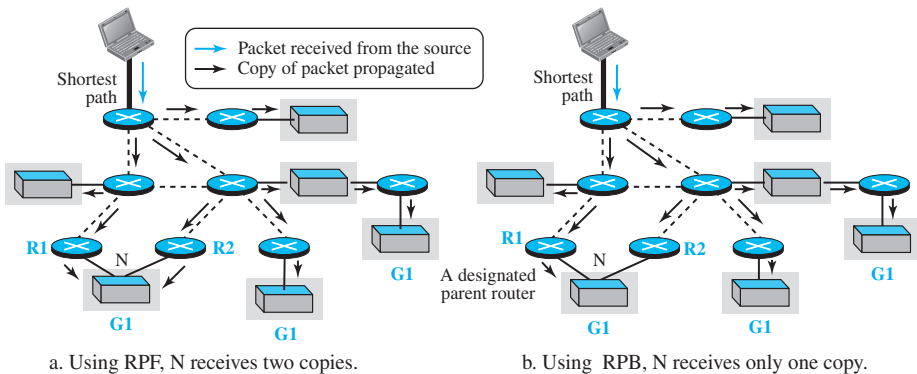 Packet received from the source
Copy of packet propagated
Shortest
path
R1
N
R2
G1
G1
G1
a. Using RPF, N receives two copies.
Shortest
path
R1
N
R2
A designated
parent router
G1
G1
G1
b. Using RPB, N receives only one copy.